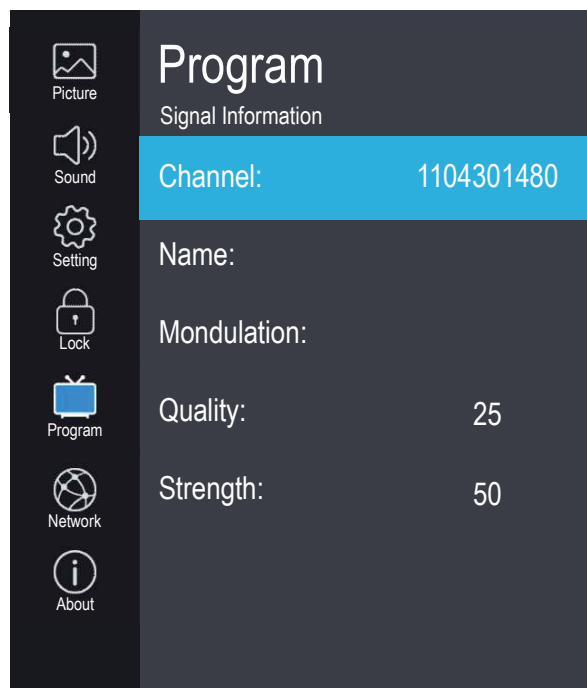 Picture
Sound
Setting
Lock
Program
Network
About
Program
Signal Information
Channel: 1104301480
Name:
Mondulation:
Quality: 25
Strength: 50